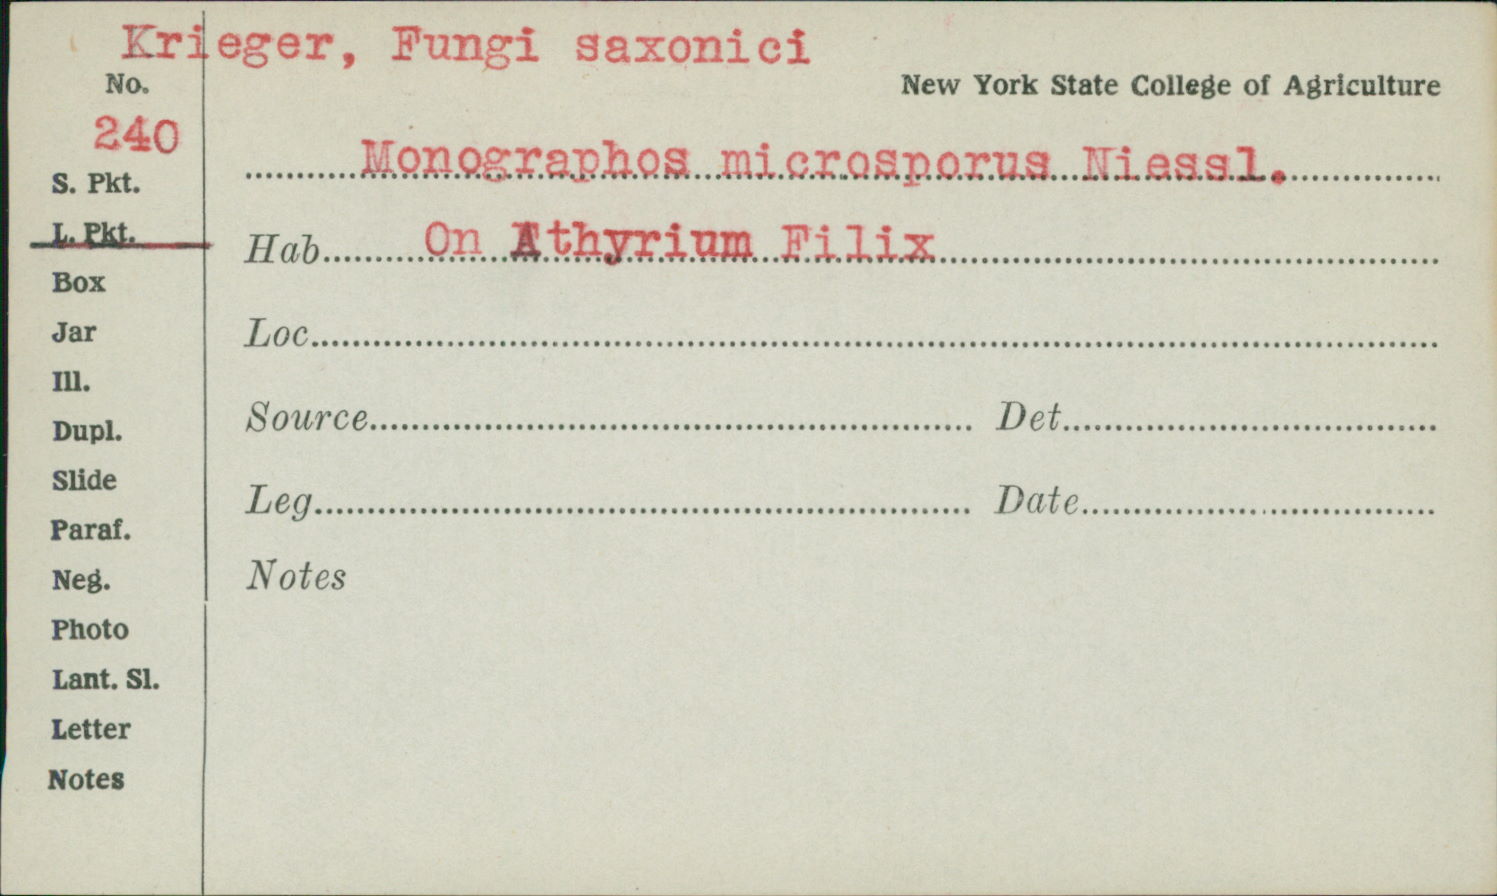 Krieger, Fungi saxonici
No.
New York State College of Agriculture
240
Monographos microsporus Niessl.
S. Pkt.
L. Pkt.
Hab. On Athyrium Filix
Box
Jar
Loc.
Ill.
Dupl.
Source Det.
Slide
Leg. Date
Paraf.
Neg.
Notes
Photo
Lant. Sl.
Letter
Notes